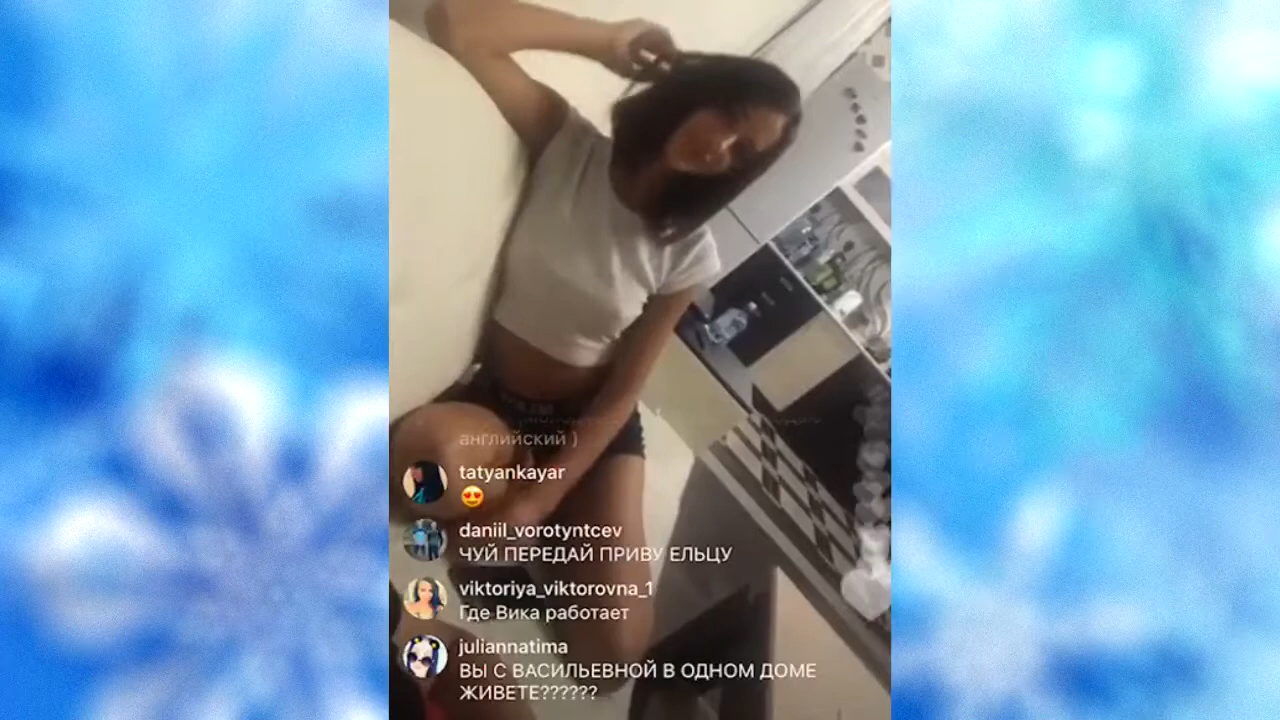 английский )
tatyankayar
😍
daniil_vorotyntcev
ЧУЙ ПЕРЕДАЙ ПРИВУ ЕЛЬЦУ
viktoriya_viktorovna_1
Где Вика работает
juliannatima
ВЫ С ВАСИЛЬЕВНОЙ В ОДНОМ ДОМЕ
ЖИВЕТЕ??????